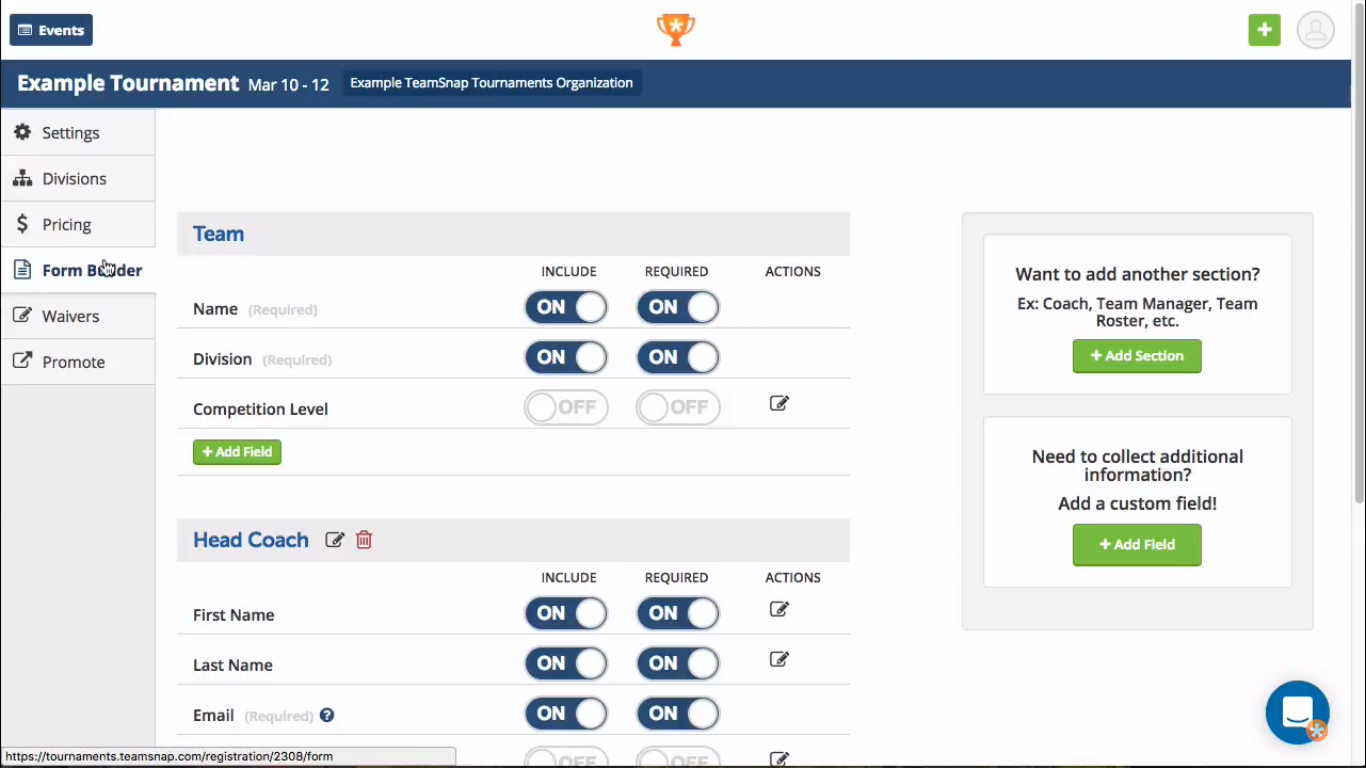 Events
Example Tournament Mar 10 - 12 Example TeamSnap Tournaments Organization
Settings
Divisions
Pricing
Form Builder
Waivers
Promote
Team
INCLUDE REQUIRED ACTIONS
Name (Required) ON ON
Division (Required) ON ON
Competition Level OFF OFF
+ Add Field
Head Coach
INCLUDE REQUIRED ACTIONS
First Name ON ON
Last Name ON ON
Email (Required) ? ON ON
OFF OFF
Want to add another section?
Ex: Coach, Team Manager, Team
Roster, etc.
+ Add Section
Need to collect additional
information?
Add a custom field!
+ Add Field
https://tournaments.teamsnap.com/registration/2308/form